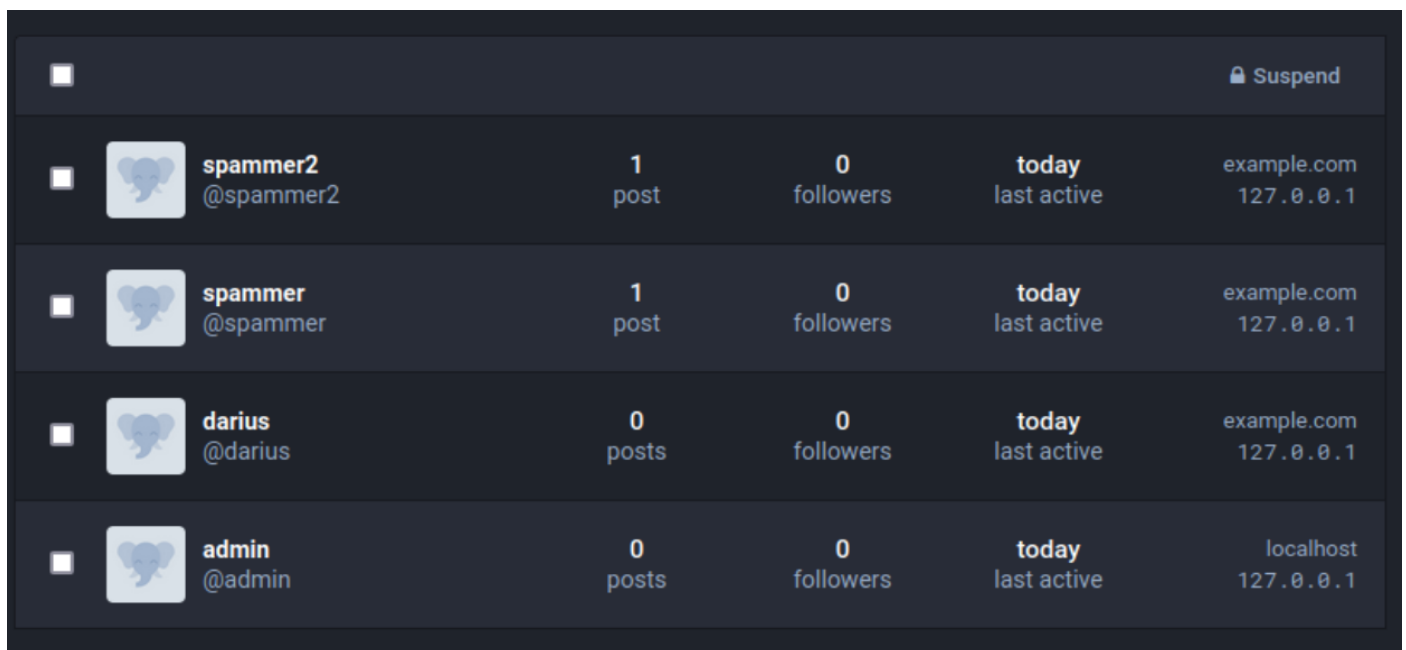 Suspend
spammer2 1 0 today example.com
@spammer2 post followers last active 127.0.0.1
spammer 1 0 today example.com
@spammer post followers last active 127.0.0.1
darius 0 0 today example.com
@darius posts followers last active 127.0.0.1
admin 0 0 today localhost
@admin posts followers last active 127.0.0.1